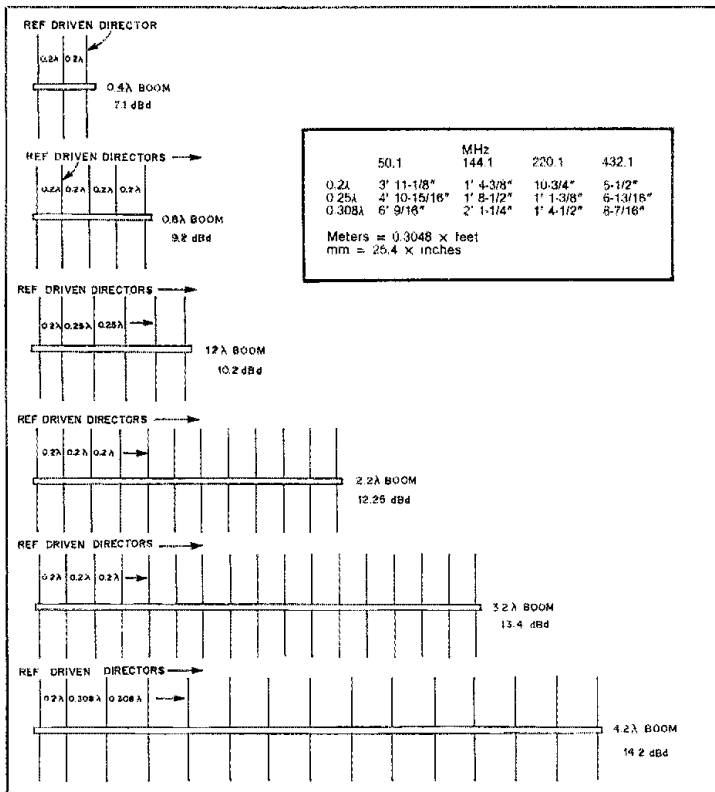 REF DRIVEN DIRECTOR
0.2λ 0.2λ
0.4λ BOOM
7.1 dBd
REF DRIVEN DIRECTORS
0.2λ 0.2λ 0.2λ 0.2λ
0.8λ BOOM
9.2 dBd
MHz
50.1 144.1 220.1 432.1
0.2λ 3' 11-1/8" 1' 4-3/8" 10-3/4" 5-1/2"
0.25λ 4' 10-15/16" 1' 8-1/2" 1' 1-3/8" 6-13/16"
0.308λ 6' 9/16" 2' 1-1/4" 1' 4-1/2" 8-7/16"
Meters = 0.3048 × feet
mm = 25.4 × inches
REF DRIVEN DIRECTORS
0.2λ 0.25λ 0.25λ
1.2λ BOOM
10.2 dBd
REF DRIVEN DIRECTORS
0.2λ 0.2λ 0.2λ
2.2λ BOOM
12.25 dBd
REF DRIVEN DIRECTORS
0.2λ 0.2λ 0.2λ
3.2λ BOOM
13.4 dBd
REF DRIVEN DIRECTORS
0.2λ 0.308λ 0.308λ
4.2λ BOOM
14.2 dBd